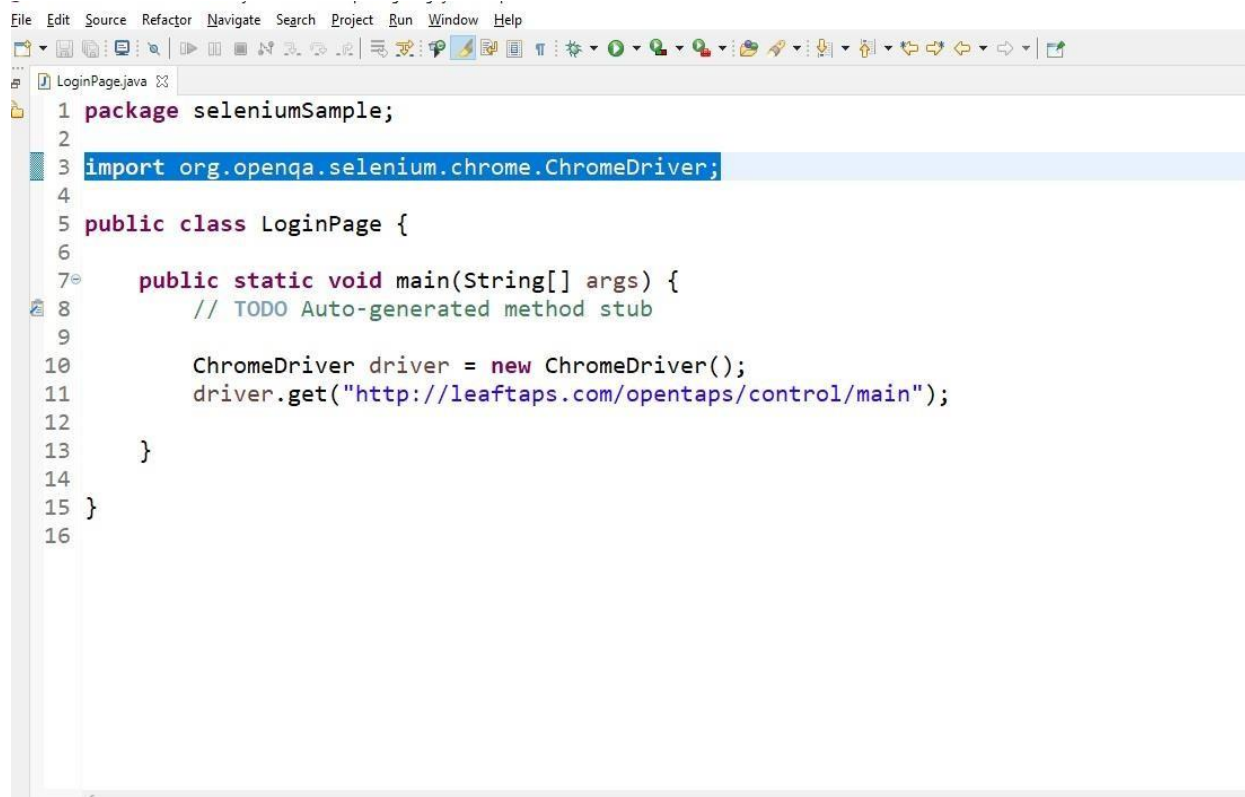 File Edit Source Refactor Navigate Search Project Run Window Help
LoginPage.java
1 package seleniumSample;
2
3 import org.openqa.selenium.chrome.ChromeDriver;
4
5 public class LoginPage {
6
7 public static void main(String[] args) {
8 // TODO Auto-generated method stub
9
10 ChromeDriver driver = new ChromeDriver();
11 driver.get("http://leaftaps.com/opentaps/control/main");
12
13 }
14
15 }
16